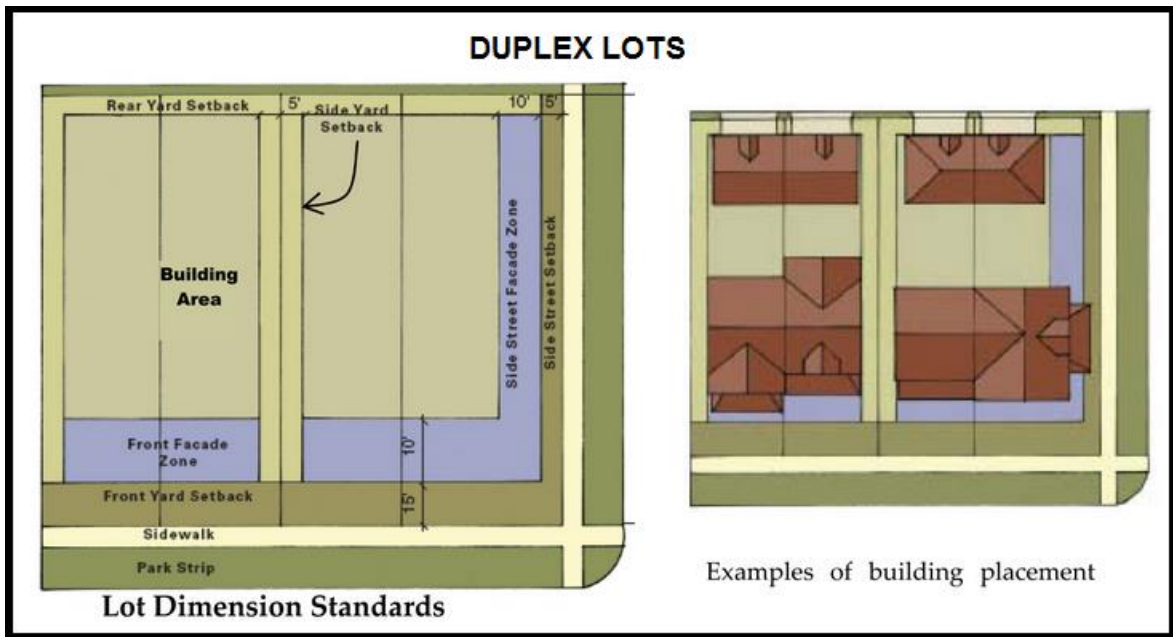 DUPLEX LOTS
Rear Yard Setback
5'
Side Yard
Setback
10'
5'
Building
Area
Side Street Facade Zone
Side Street Setback
Front Facade
Zone
10'
Front Yard Setback
15'
Sidewalk
Park Strip
Lot Dimension Standards
Examples of building placement